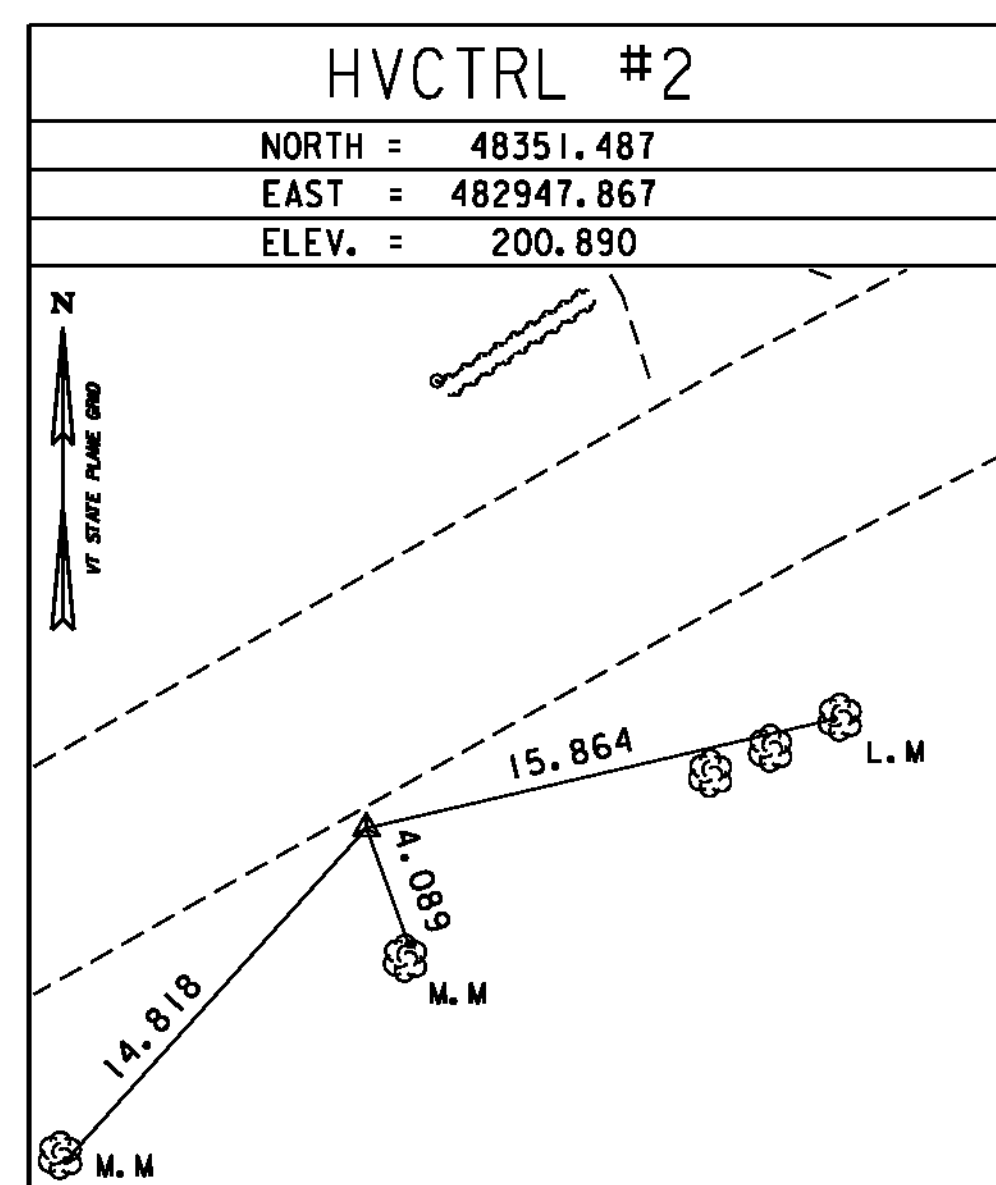 HVCTRL #2
NORTH = 48351.487
EAST = 482947.867
ELEV. = 200.890
N
VT STATE PLANE GRID
15.864
L.M
4.089
M.M
14.818
M.M